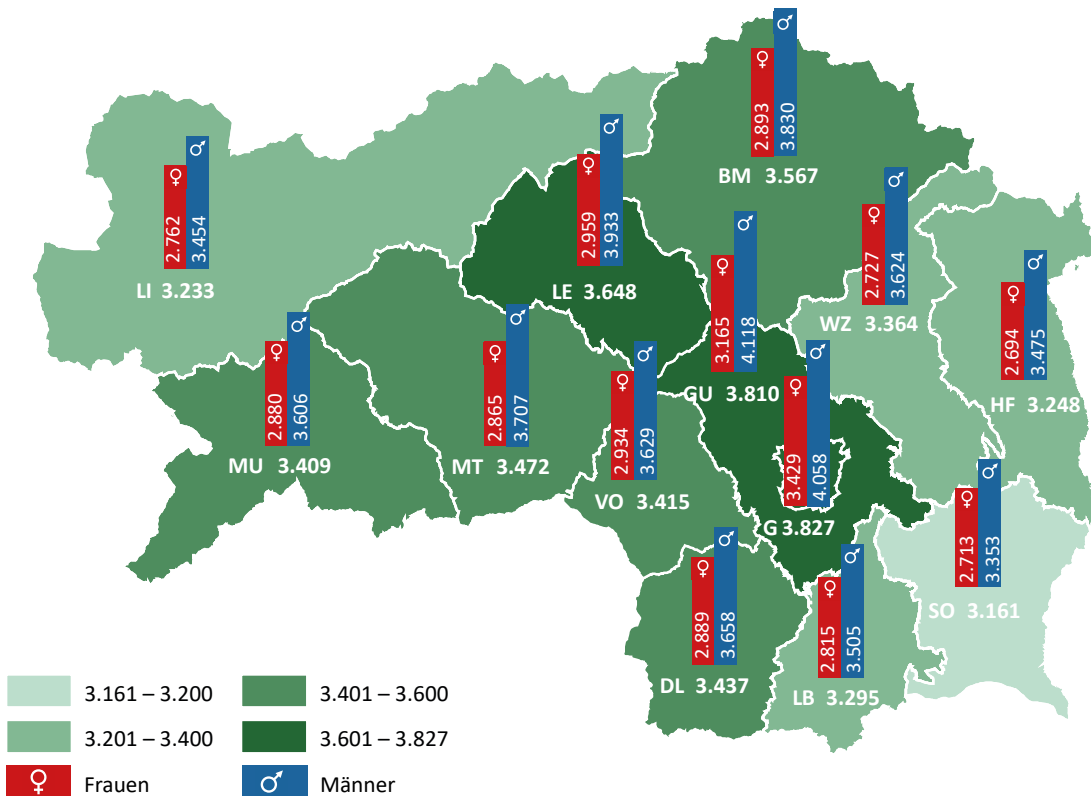 ♀ ♂
2.893 3.830
BM 3.567
♀ ♂
2.959 3.933
LE 3.648
♀ ♂
2.762 3.454
LI 3.233
♀ ♂
2.727 3.624
WZ 3.364
♀ ♂
3.165 4.118
GU 3.810
♀ ♂
2.694 3.475
HF 3.248
♀ ♂
2.880 3.606
MU 3.409
♀ ♂
2.865 3.707
MT 3.472
♀ ♂
2.934 3.629
VO 3.415
♀ ♂
3.429 4.058
G 3.827
♀ ♂
2.713 3.353
SO 3.161
♀ ♂
2.889 3.658
DL 3.437
♀ ♂
2.815 3.505
LB 3.295
3.161 – 3.200 3.401 – 3.600
3.201 – 3.400 3.601 – 3.827
♀ Frauen ♂ Männer